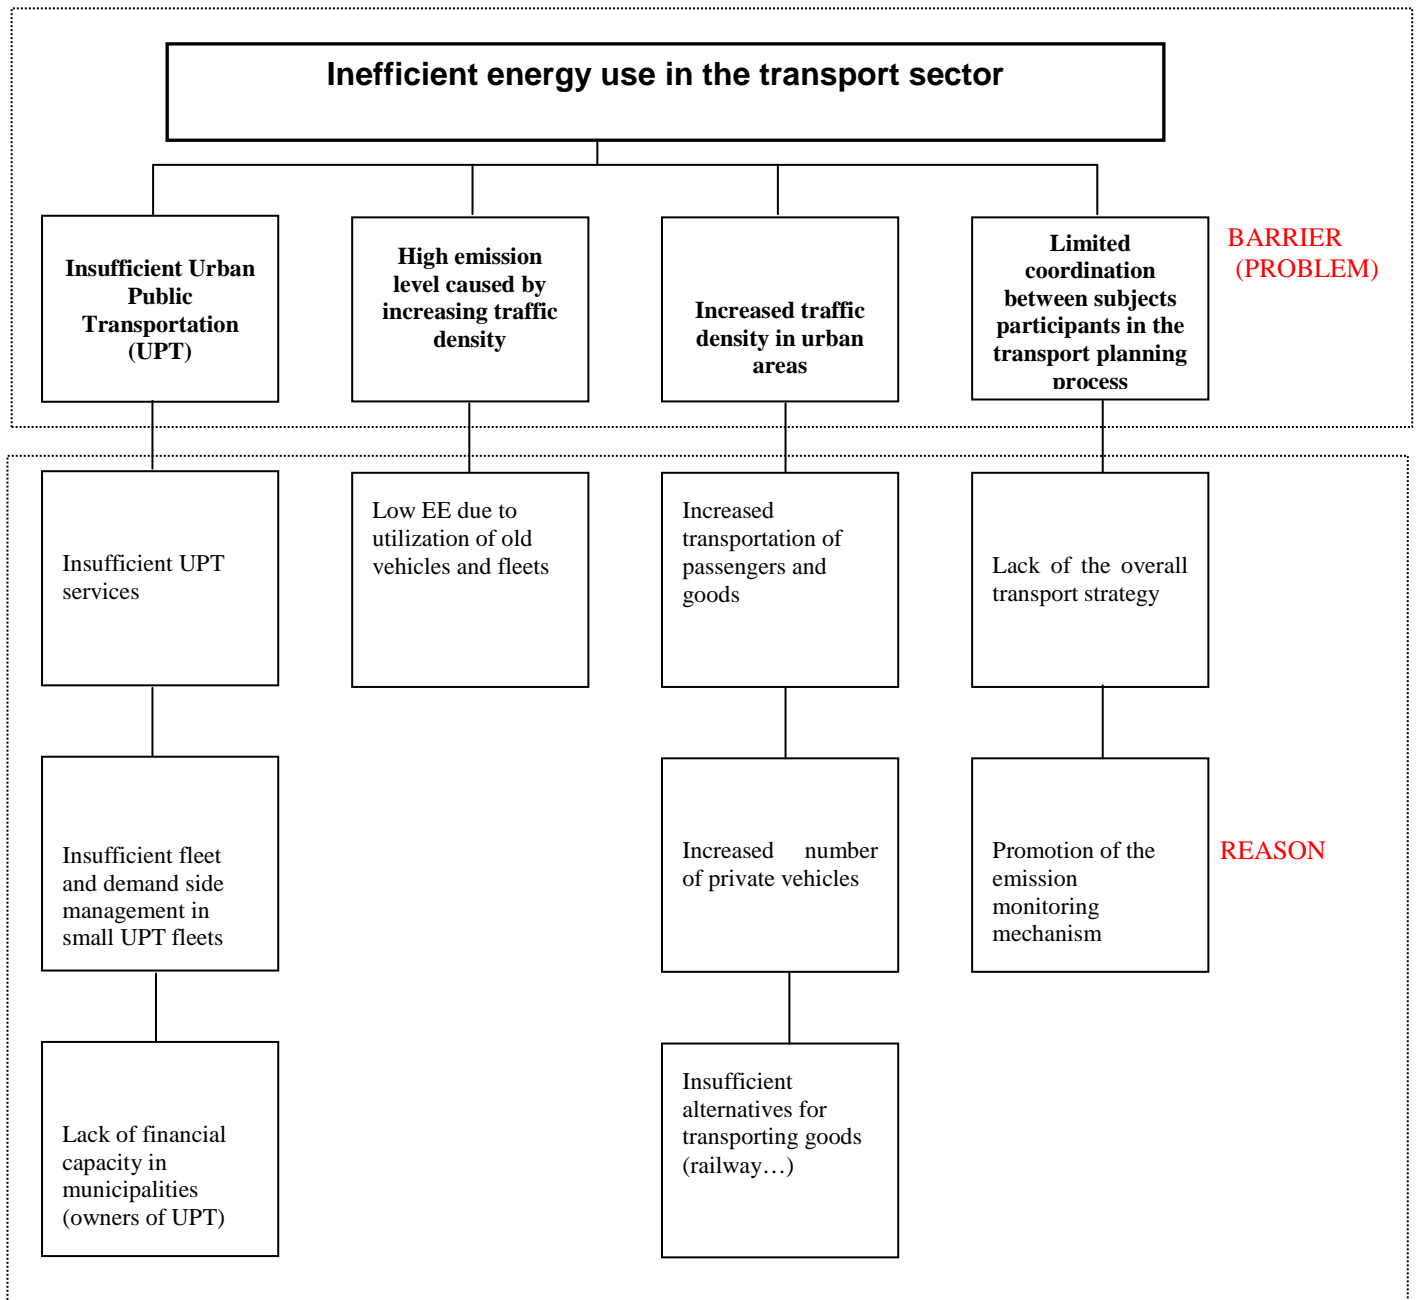 Inefficient energy use in the transport sector
Insufficient Urban
Public
Transportation
(UPT)
High emission
level caused by
increasing traffic
density
Increased traffic
density in urban
areas
Limited
coordination
between subjects
participants in the
transport planning
process
BARRIER
(PROBLEM)
Insufficient UPT
services
Low EE due to
utilization of old
vehicles and fleets
Increased
transportation of
passengers and
goods
Lack of the overall
transport strategy
Insufficient fleet
and demand side
management in
small UPT fleets
Increased number
of private vehicles
Promotion of the
emission
monitoring
mechanism
REASON
Lack of financial
capacity in
municipalities
(owners of UPT)
Insufficient
alternatives for
transporting goods
(railway…)